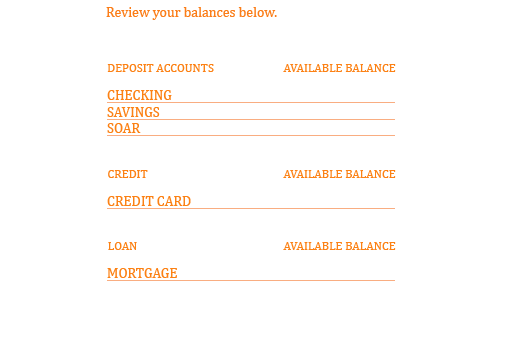 Review your balances below.
DEPOSIT ACCOUNTS AVAILABLE BALANCE
CHECKING
SAVINGS
SOAR
CREDIT AVAILABLE BALANCE
CREDIT CARD
LOAN AVAILABLE BALANCE
MORTGAGE